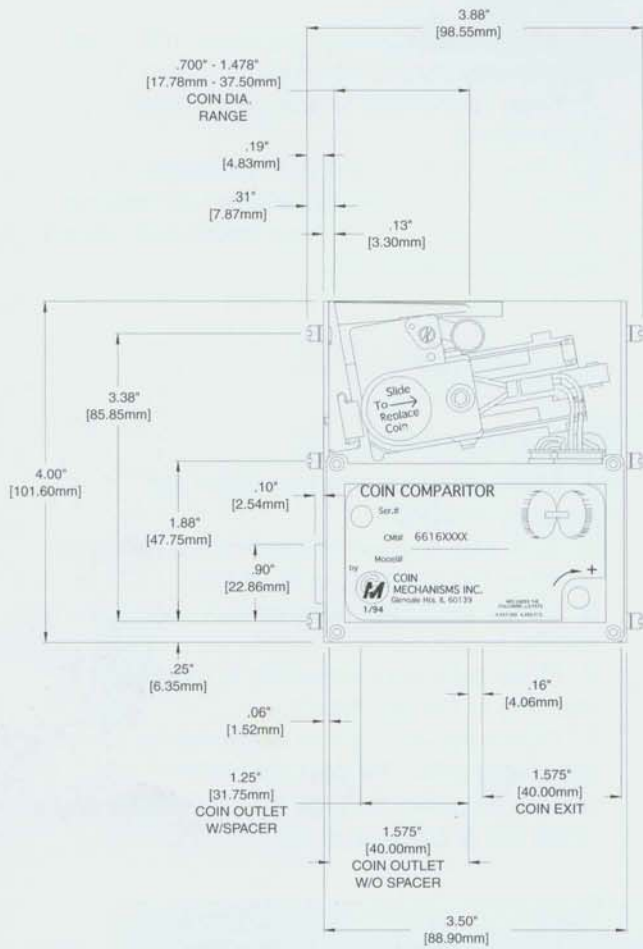 3.88"
[98.55mm]
.700" - 1.478"
[17.78mm - 37.50mm]
COIN DIA.
RANGE
.19"
[4.83mm]
.31"
[7.87mm]
.13"
[3.30mm]
Slide
To
Replace
Coin
3.38"
[85.85mm]
4.00"
[101.60mm]
.10"
[2.54mm]
1.88"
[47.75mm]
.90"
[22.86mm]
COIN COMPARITOR
Ser.#
CM# 6616XXXX
Model#
by
COIN
MECHANISMS INC.
Glendale Hts. IL 60139
1/94
+
.25"
[6.35mm]
.06"
[1.52mm]
.16"
[4.06mm]
1.25"
[31.75mm]
COIN OUTLET
W/SPACER
1.575"
[40.00mm]
COIN EXIT
1.575"
[40.00mm]
COIN OUTLET
W/O SPACER
3.50"
[88.90mm]